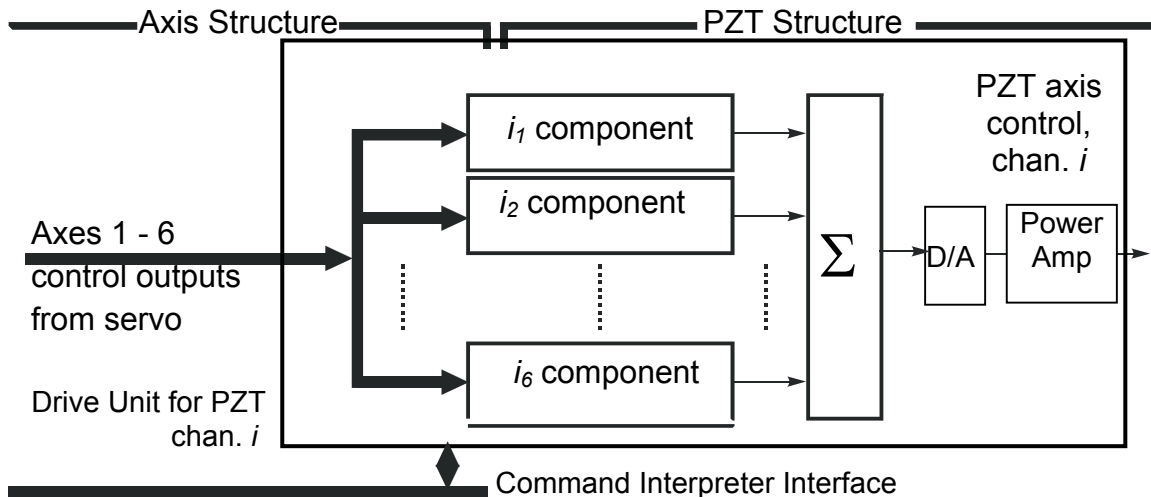 Axis Structure
PZT Structure
PZT axis
control,
chan. i
i1 component
i2 component
Axes 1 - 6
control outputs
from servo
Σ
D/A
Power
Amp
i6 component
Drive Unit for PZT
chan. i
Command Interpreter Interface